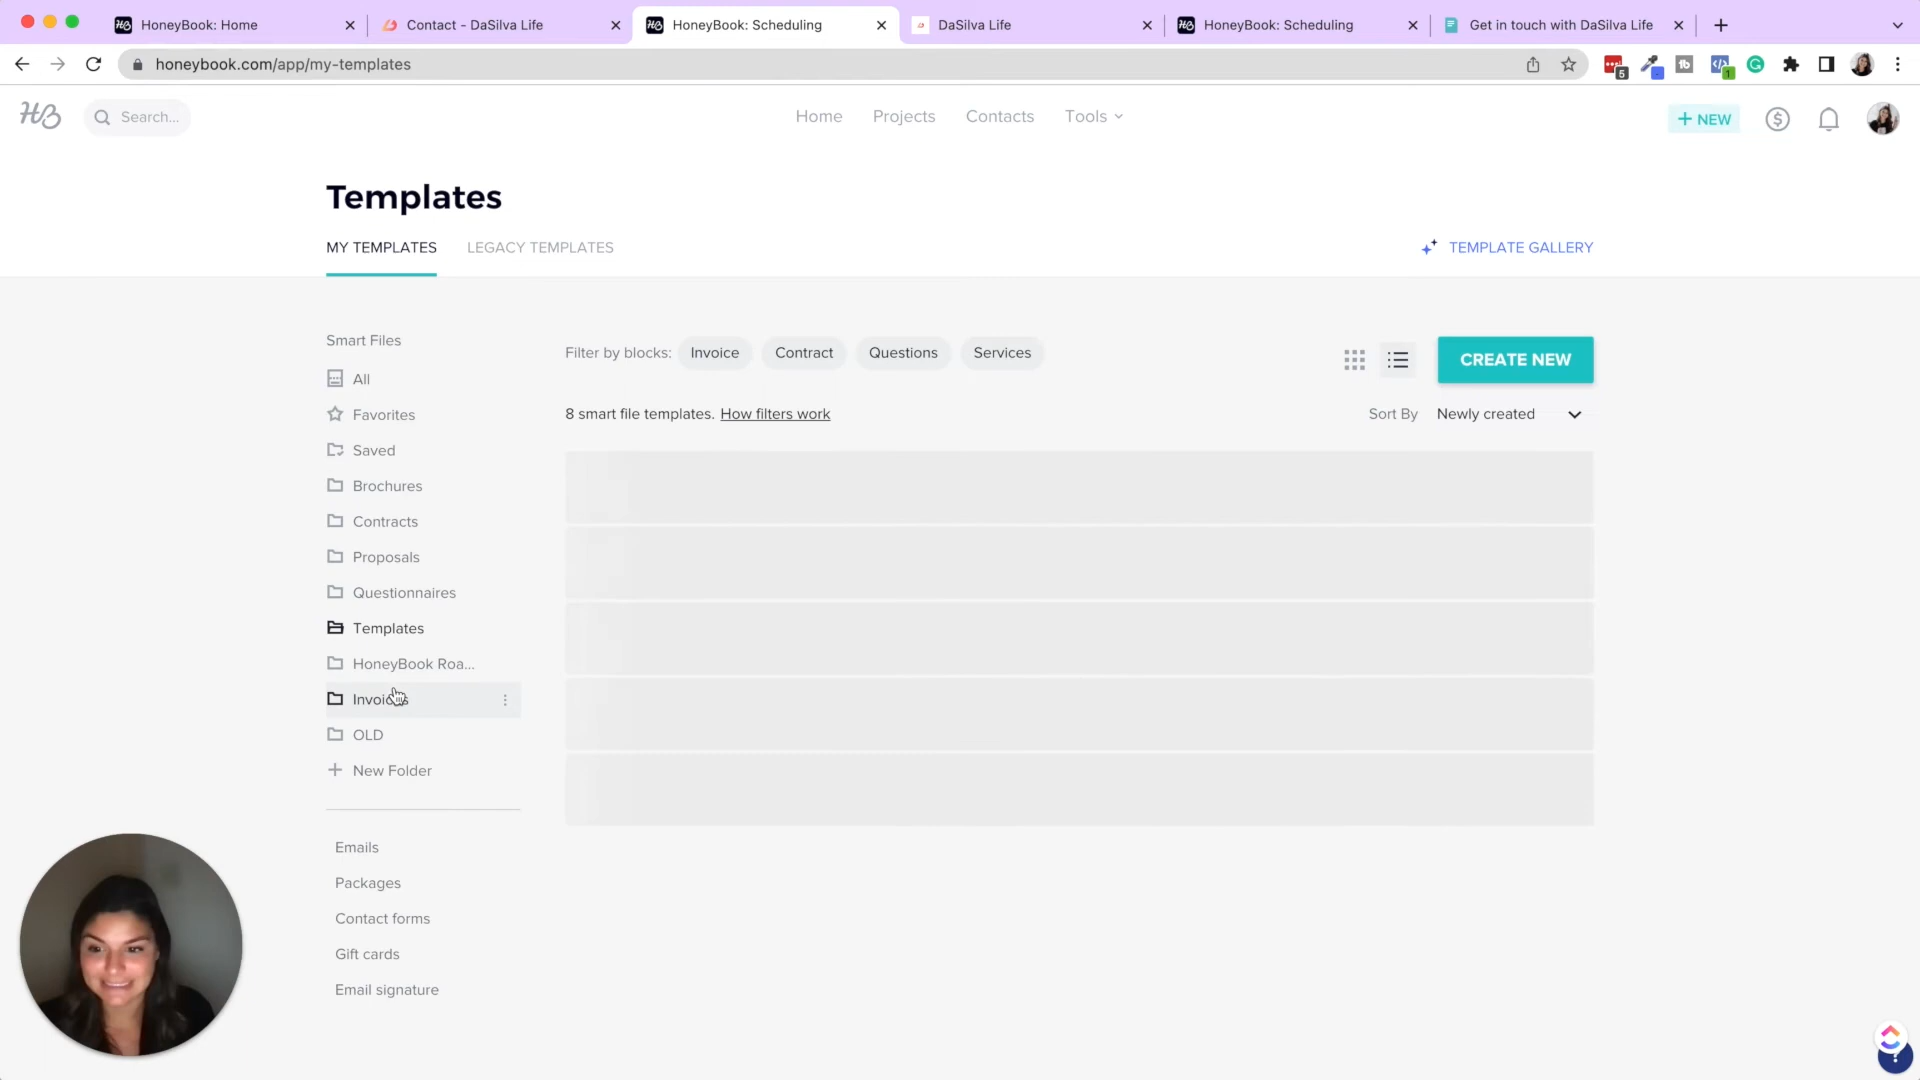 HoneyBook: Home
Contact - DaSilva Life
HoneyBook: Scheduling
DaSilva Life
HoneyBook: Scheduling
Get in touch with DaSilva Life
honeybook.com/app/my-templates
5
1
HB
Search...
Home
Projects
Contacts
Tools
+ NEW
Templates
MY TEMPLATES
LEGACY TEMPLATES
TEMPLATE GALLERY
Smart Files
All
Favorites
Saved
Brochures
Contracts
Proposals
Questionnaires
Templates
HoneyBook Roa...
Invoices
OLD
New Folder
Emails
Packages
Contact forms
Gift cards
Email signature
Filter by blocks:
Invoice
Contract
Questions
Services
CREATE NEW
8 smart file templates. How filters work
Sort By
Newly created